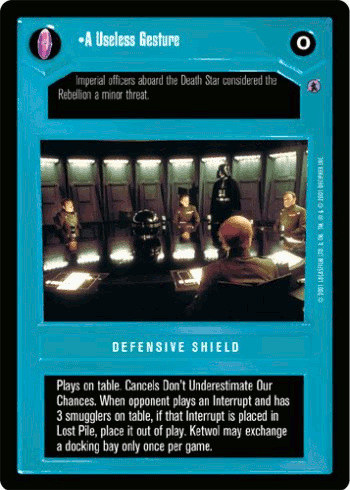 •A Useless Gesture
0
Imperial officers aboard the Death Star considered the
Rebellion a minor threat.
DEFENSIVE SHIELD
Plays on table. Cancels Don't Underestimate Our
Chances. When opponent plays an Interrupt and has
3 smugglers on table, if that Interrupt is placed in
Lost Pile, place it out of play. Ketwol may exchange
a docking bay only once per game.
© 2001 LUCASFILM LTD. & TM, TM, ® & © 2001 DECIPHER INC.